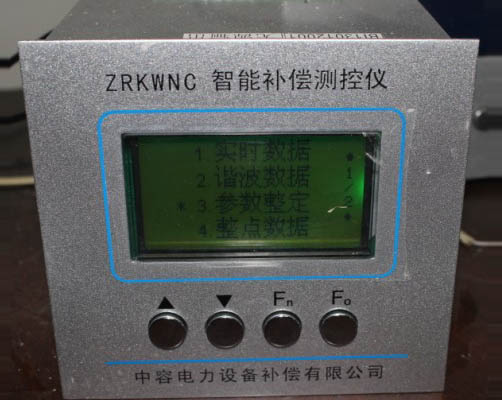 ZRKWNC 智能补偿测控仪
1 实时数据
2 谐波数据
* 3 参数整定
4 整点数据
1/2
▲ ▼ Fn Fo
中容电力设备补偿有限公司